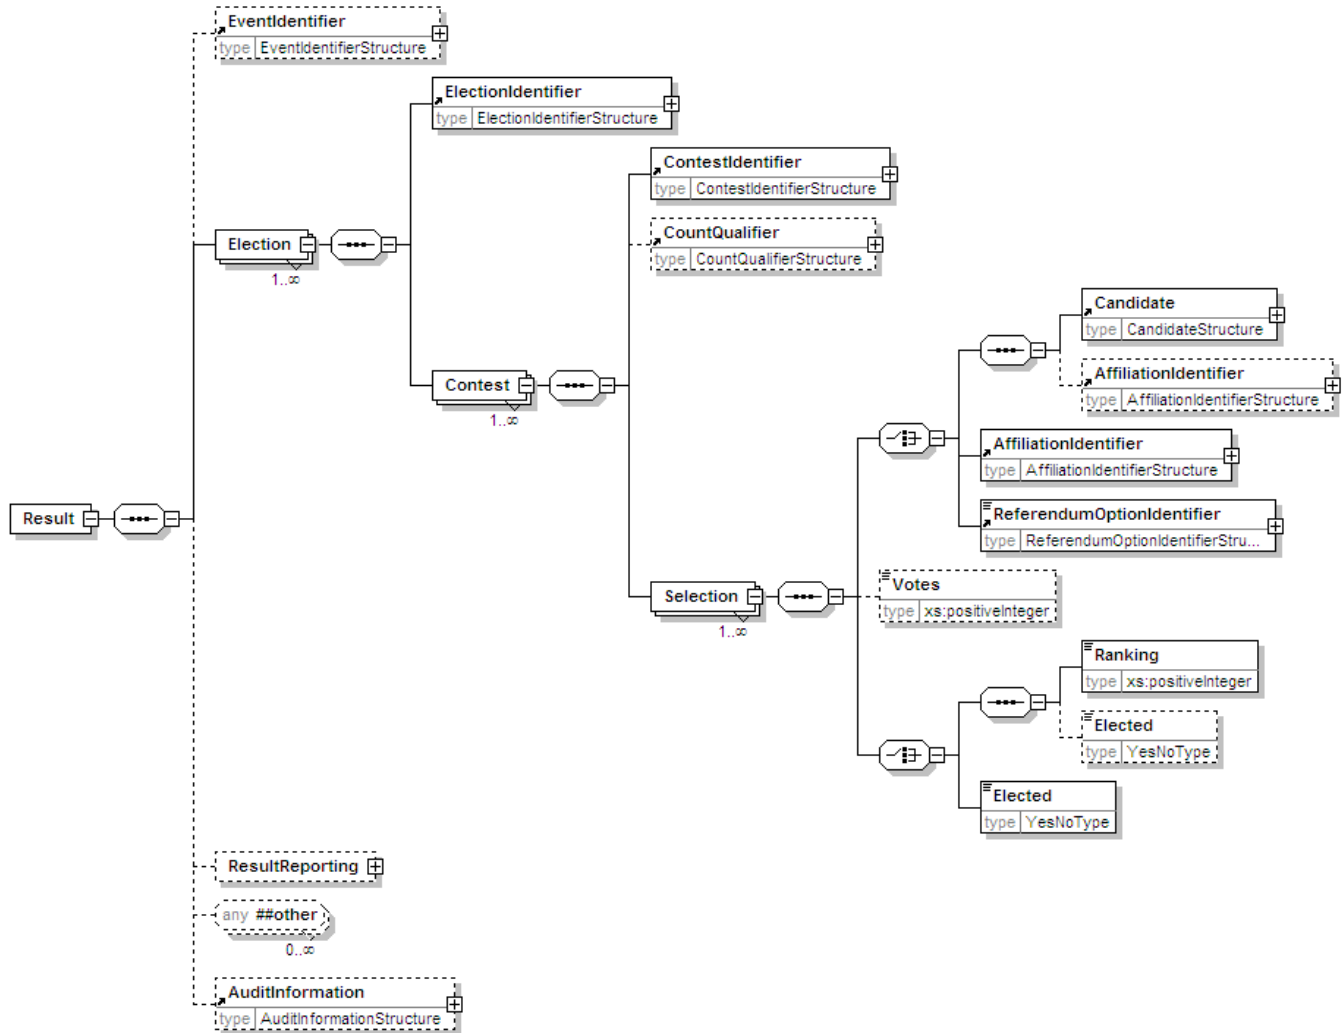 EventIdentifier
type EventIdentifierStructure
ElectionIdentifier
type ElectionIdentifierStructure
ContestIdentifier
type ContestIdentifierStructure
CountQualifier
type CountQualifierStructure
Election
1..∞
Candidate
type CandidateStructure
AffiliationIdentifier
type AffiliationIdentifierStructure
Contest
1..∞
AffiliationIdentifier
type AffiliationIdentifierStructure
Result
ReferendumOptionIdentifier
type ReferendumOptionIdentifierStru...
Selection
1..∞
Votes
type xs:positiveInteger
Ranking
type xs:positiveInteger
Elected
type YesNoType
Elected
type YesNoType
ResultReporting
any ##other
0..∞
AuditInformation
type AuditInformationStructure